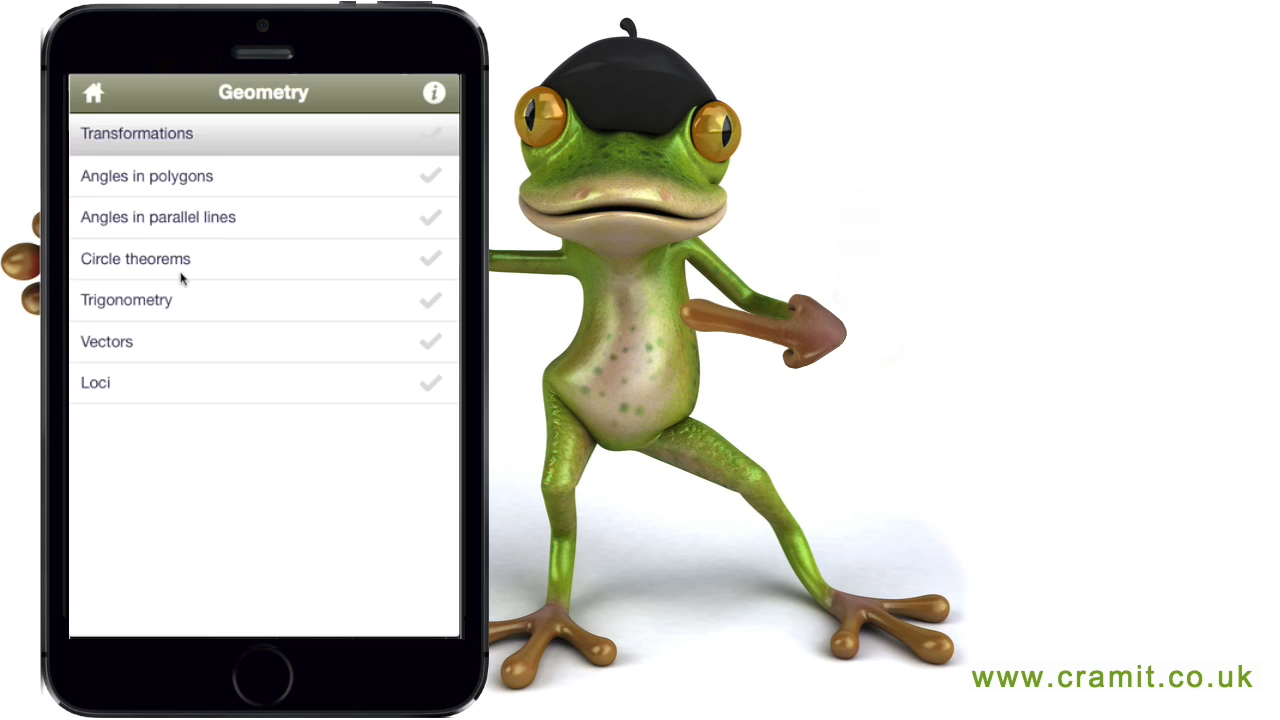 Geometry
Transformations
Angles in polygons
Angles in parallel lines
Circle theorems
Trigonometry
Vectors
Loci
www.cramit.co.uk